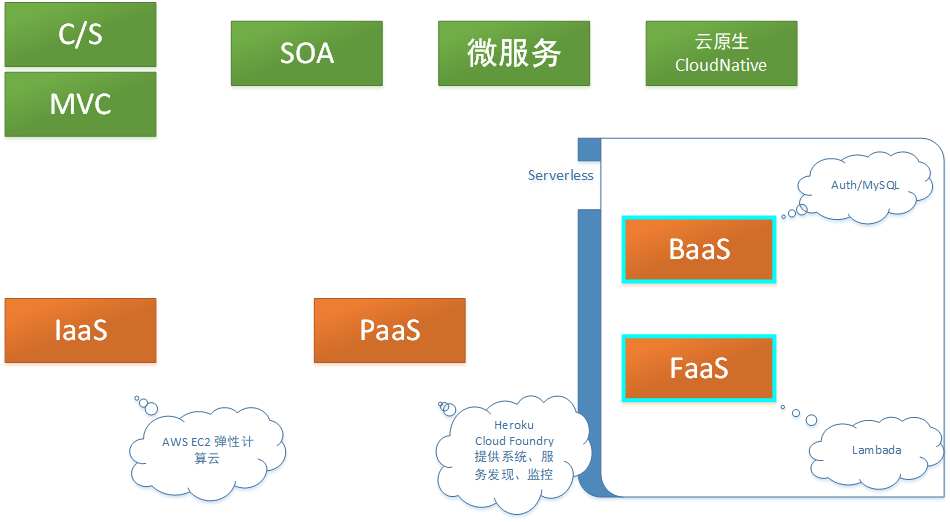 C/S
MVC
SOA
微服务
云原生
CloudNative
Serverless
Auth/MySQL
BaaS
IaaS
PaaS
FaaS
AWS EC2 弹性计
算云
Heroku
Cloud Foundry
提供系统、服
务发现、监控
Lambada